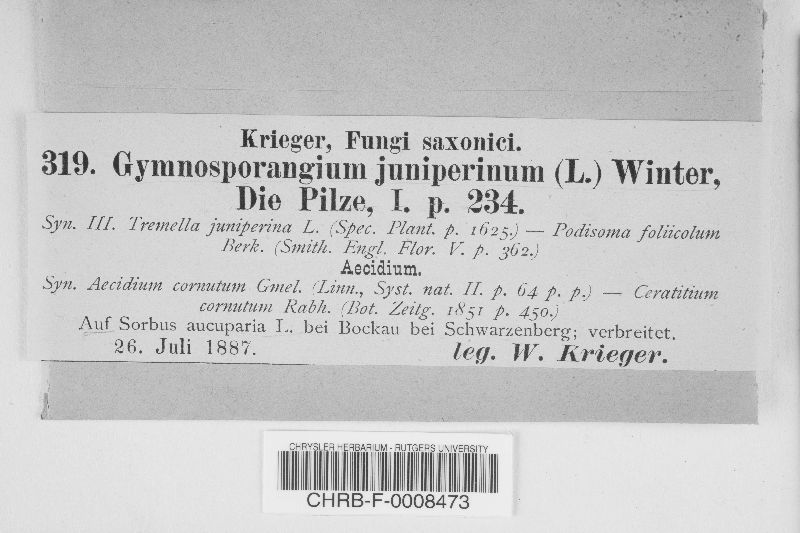 Krieger, Fungi saxonici.
319. Gymnosporangium juniperinum (L.) Winter,
Die Pilze, I. p. 234.
Syn. III. Tremella juniperina L. (Spec. Plant. p. 1625.) — Podisoma foliicolum
Berk. (Smith. Engl. Flor. V. p. 362.)
Aecidium.
Syn. Aecidium cornutum Gmel. (Linn., Syst. nat. II. p. 64 p. p.) — Ceratitium
cornutum Rabh. (Bot. Zeitg. 1851 p. 450.)
Auf Sorbus aucuparia L. bei Bockau bei Schwarzenberg; verbreitet.
26. Juli 1887. leg. W. Krieger.
CHRYSLER HERBARIUM - RUTGERS UNIVERSITY
CHRB-F-0008473